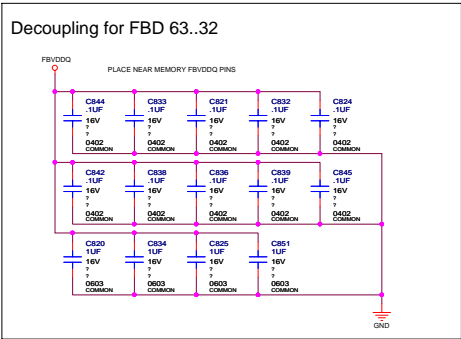 Decoupling for FBD 63..32
FBVDDQ
PLACE NEAR MEMORY FBVDDQ PINS
C844 C833 C821 C832 C824
.1UF .1UF .1UF .1UF .1UF
16V 16V 16V 16V 16V
? ? ? ? ?
? ? ? ? ?
0402 0402 0402 0402 0402
COMMON COMMON COMMON COMMON COMMON
C842 C838 C836 C839 C845
.1UF .1UF .1UF .1UF .1UF
16V 16V 16V 16V 16V
? ? ? ? ?
? ? ? ? ?
0402 0402 0402 0402 0402
COMMON COMMON COMMON COMMON COMMON
C820 C834 C825 C851
1UF 1UF 1UF 1UF
16V 16V 16V 16V
? ? ? ?
? ? ? ?
0603 0603 0603 0603
COMMON COMMON COMMON COMMON
GND